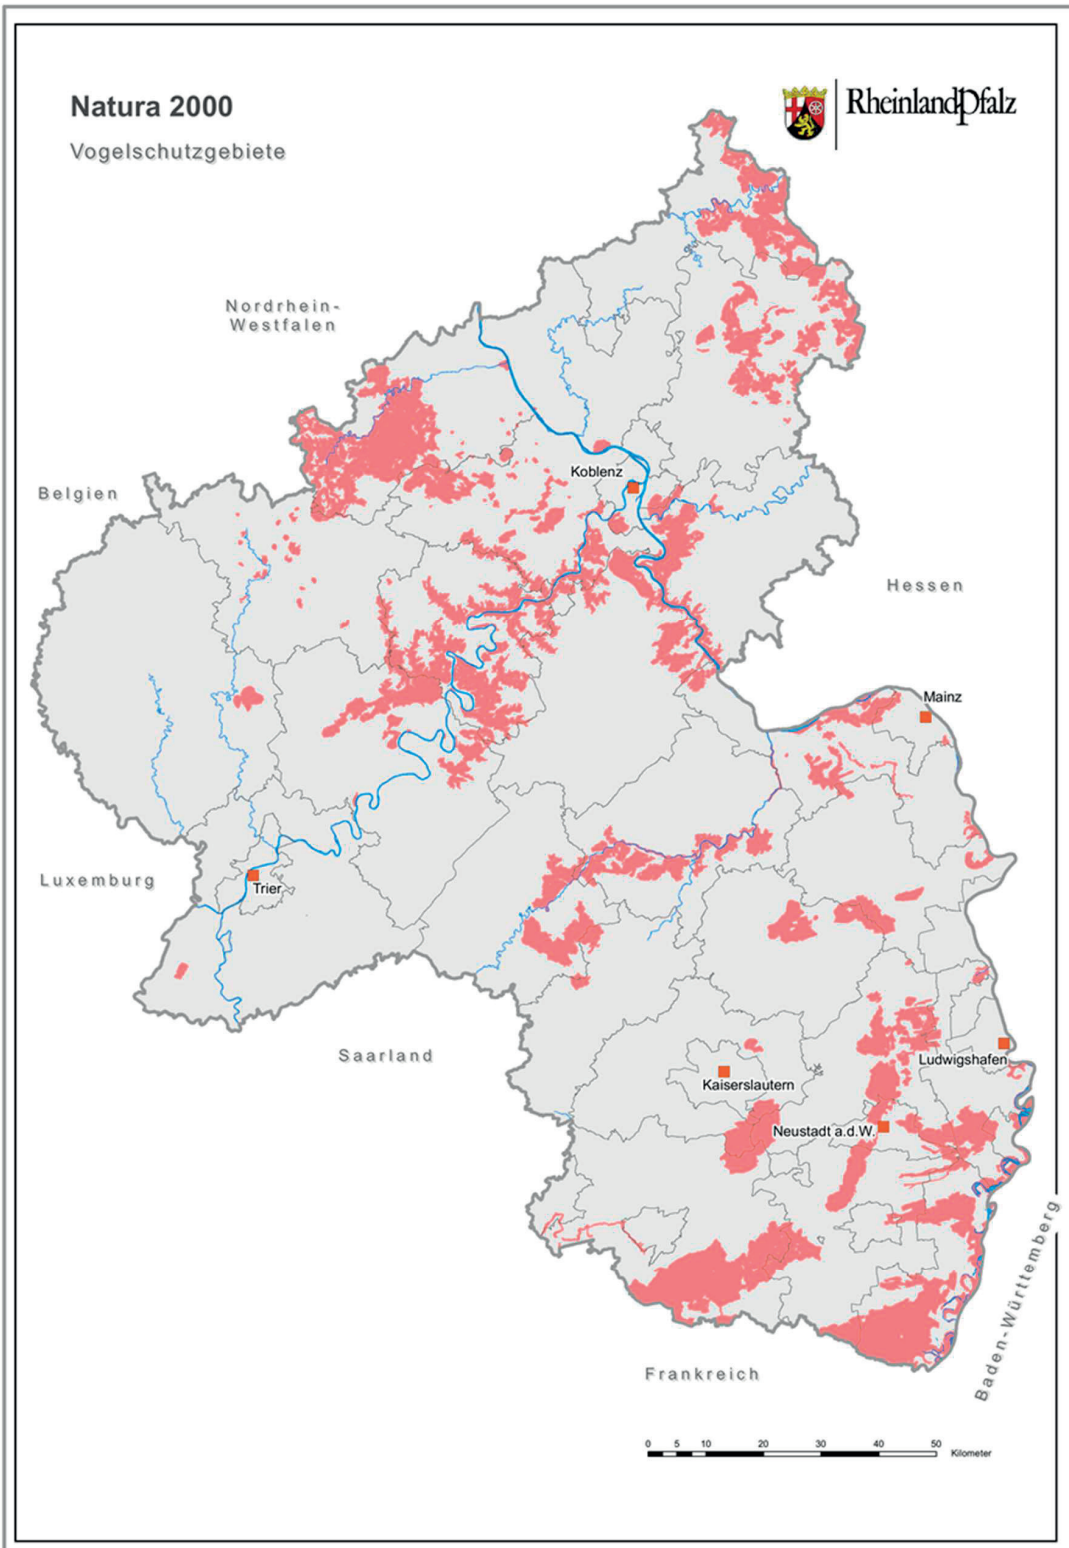 Natura 2000
Vogelschutzgebiete
RheinlandPfalz
Nordrhein-
Westfalen
Koblenz
Belgien
Hessen
Mainz
Luxemburg
Trier
Saarland
Ludwigshafen
Kaiserslautern
Neustadt a.d.W.
Baden-Württemberg
Frankreich
0 5 10 20 30 40 50
Kilometer